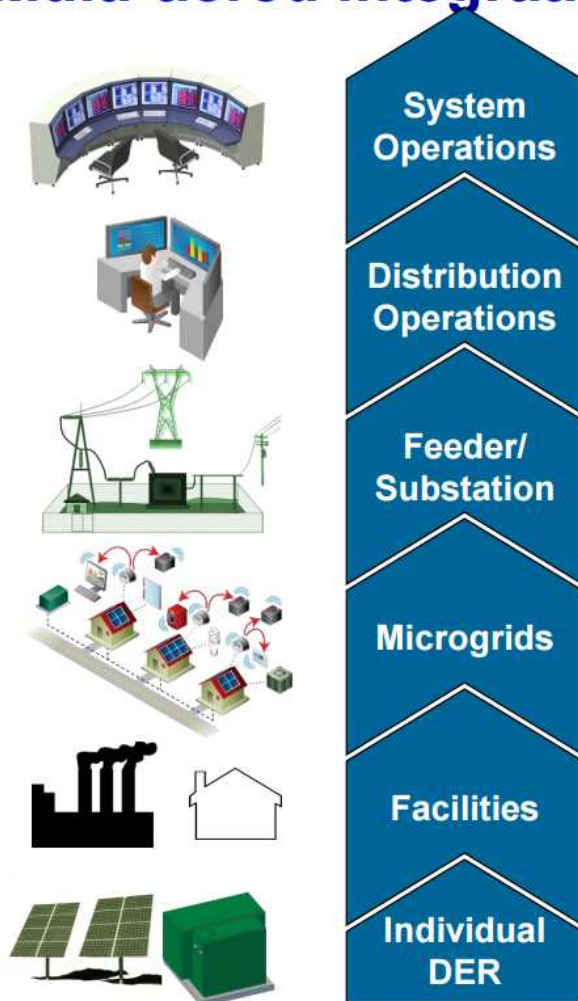 System
Operations
Distribution
Operations
Feeder/
Substation
Microgrids
Facilities
Individual
DER